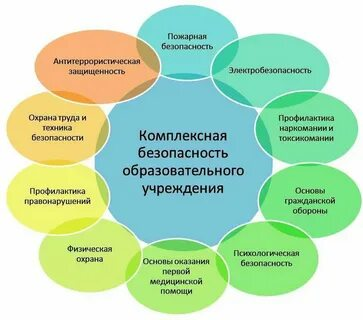 Пожарная
безопасность
Электробезопасность
Профилактика
наркомании и
токсикомании
Основы
гражданской
обороны
Психологическая
безопасность
Основы оказания
первой
медицинской
помощи
Физическая
охрана
Профилактика
правонарушений
Охрана труда и
техника
безопасности
Антитеррористическая
защищенность
Комплексная
безопасность
образовательного
учреждения